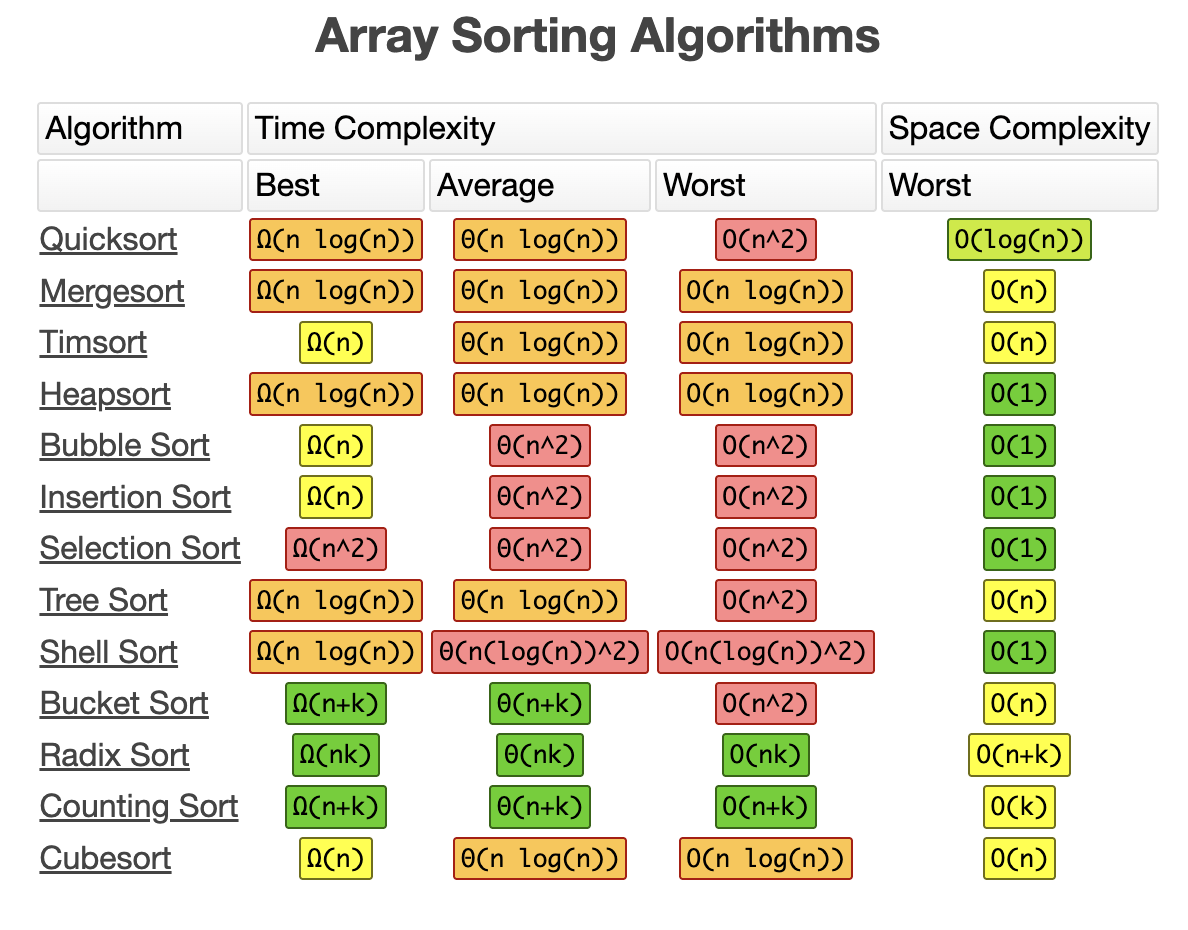 Array Sorting Algorithms
Algorithm Time Complexity Space Complexity
Best Average Worst Worst
Quicksort Ω(n log(n)) Θ(n log(n)) O(n^2) O(log(n))
Mergesort Ω(n log(n)) Θ(n log(n)) O(n log(n)) O(n)
Timsort Ω(n) Θ(n log(n)) O(n log(n)) O(n)
Heapsort Ω(n log(n)) Θ(n log(n)) O(n log(n)) O(1)
Bubble Sort Ω(n) Θ(n^2) O(n^2) O(1)
Insertion Sort Ω(n) Θ(n^2) O(n^2) O(1)
Selection Sort Ω(n^2) Θ(n^2) O(n^2) O(1)
Tree Sort Ω(n log(n)) Θ(n log(n)) O(n^2) O(n)
Shell Sort Ω(n log(n)) Θ(n(log(n))^2) O(n(log(n))^2) O(1)
Bucket Sort Ω(n+k) Θ(n+k) O(n^2) O(n)
Radix Sort Ω(nk) Θ(nk) O(nk) O(n+k)
Counting Sort Ω(n+k) Θ(n+k) O(n+k) O(k)
Cubesort Ω(n) Θ(n log(n)) O(n log(n)) O(n)